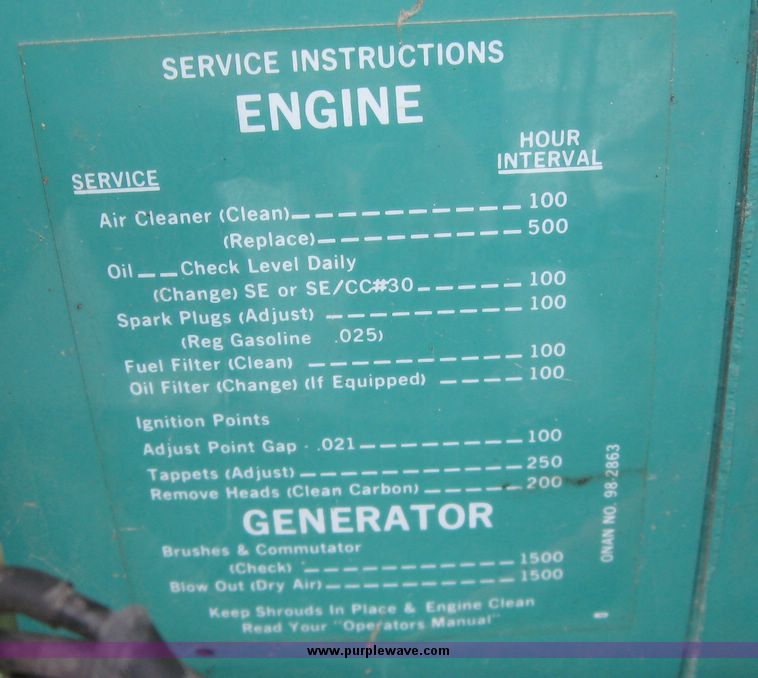 SERVICE INSTRUCTIONS
ENGINE
SERVICE HOUR INTERVAL
Air Cleaner (Clean) 100
(Replace) 500
Oil Check Level Daily
(Change) SE or SE/CC#30 100
Spark Plugs (Adjust) 100
(Reg Gasoline .025)
Fuel Filter (Clean) 100
Oil Filter (Change) (If Equipped) 100
Ignition Points
Adjust Point Gap - .021 100
Tappets (Adjust) 250
Remove Heads (Clean Carbon) 200
GENERATOR
Brushes & Commutator
(Check) 1500
Blow Out (Dry Air) 1500
Keep Shrouds In Place & Engine Clean
Read Your "Operators Manual"
ONAN NO. 98-2863
www.purplewave.com